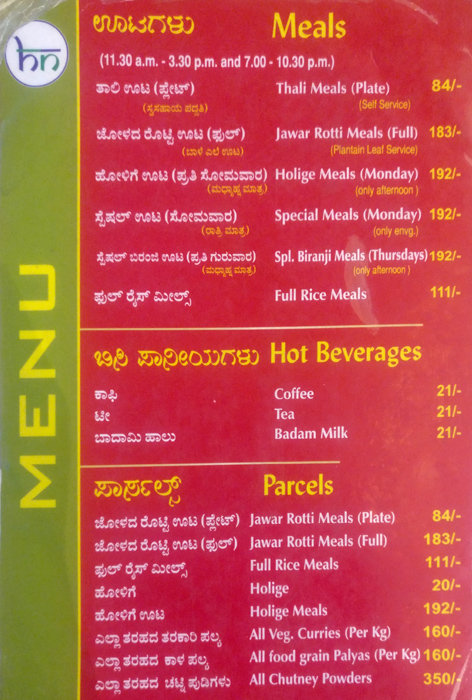 hn
MENU
ಊಟಗಳು Meals
(11.30 a.m. - 3.30 p.m. and 7.00 - 10.30 p.m.)
ತಾಲಿ ಊಟ (ಪ್ಲೇಟ್) Thali Meals (Plate) 84/-
(ಸ್ವಸಹಾಯ ಪದ್ಧತಿ) (Self Service)
ಜೋಳದ ರೊಟ್ಟಿ ಊಟ (ಫುಲ್) Jawar Rotti Meals (Full) 183/-
(ಬಾಳೆ ಎಲೆ ಊಟ) (Plantain Leaf Service)
ಹೋಳಿಗೆ ಊಟ (ಪ್ರತಿ ಸೋಮವಾರ) Holige Meals (Monday) 192/-
(ಮಧ್ಯಾಹ್ನ ಮಾತ್ರ) (only afternoon )
ಸ್ಪೆಷಲ್ ಊಟ (ಸೋಮವಾರ) Special Meals (Monday) 192/-
(ರಾತ್ರಿ ಮಾತ್ರ) (only envg.)
ಸ್ಪೆಷಲ್ ಬಿರಂಜಿ ಊಟ (ಪ್ರತಿ ಗುರುವಾರ) Spl. Biranji Meals (Thursdays) 192/-
(ಮಧ್ಯಾಹ್ನ ಮಾತ್ರ) (only afternoon )
ಫುಲ್ ರೈಸ್ ಮೀಲ್ಸ್ Full Rice Meals 111/-
ಬಿಸಿ ಪಾನೀಯಗಳು Hot Beverages
ಕಾಫಿ Coffee 21/-
ಟೀ Tea 21/-
ಬಾದಾಮಿ ಹಾಲು Badam Milk 21/-
ಪಾರ್ಸಲ್ಸ್ Parcels
ಜೋಳದ ರೊಟ್ಟಿ ಊಟ (ಪ್ಲೇಟ್) Jawar Rotti Meals (Plate) 84/-
ಜೋಳದ ರೊಟ್ಟಿ ಊಟ (ಫುಲ್) Jawar Rotti Meals (Full) 183/-
ಫುಲ್ ರೈಸ್ ಮೀಲ್ಸ್ Full Rice Meals 111/-
ಹೋಳಿಗೆ Holige 20/-
ಹೋಳಿಗೆ ಊಟ Holige Meals 192/-
ಎಲ್ಲಾ ತರಹದ ತರಕಾರಿ ಪಲ್ಯ All Veg. Curries (Per Kg) 160/-
ಎಲ್ಲಾ ತರಹದ ಕಾಳ ಪಲ್ಯ All food grain Palyas (Per Kg) 160/-
ಎಲ್ಲಾ ತರಹದ ಚಟ್ನಿ ಪುಡಿಗಳು All Chutney Powders 350/-